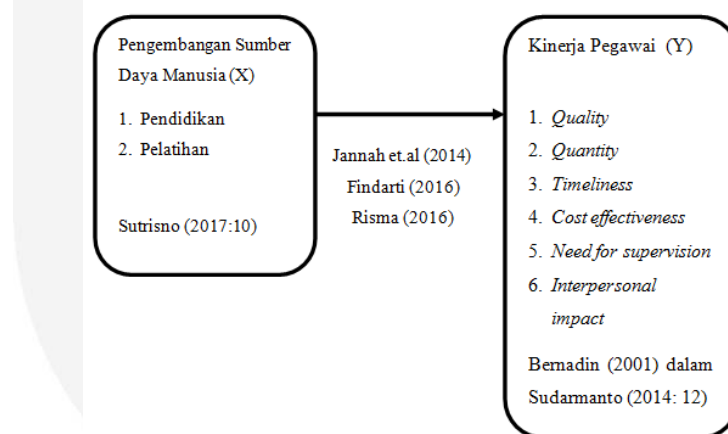 Pengembangan Sumber
Daya Manusia (X)
1. Pendidikan
2. Pelatihan
Sutrisno (2017:10)
Jannah et.al (2014)
Findarti (2016)
Risma (2016)
Kinerja Pegawai (Y)
1. Quality
2. Quantity
3. Timeliness
4. Cost effectiveness
5. Need for supervision
6. Interpersonal
impact
Bernadin (2001) dalam
Sudarmanto (2014: 12)